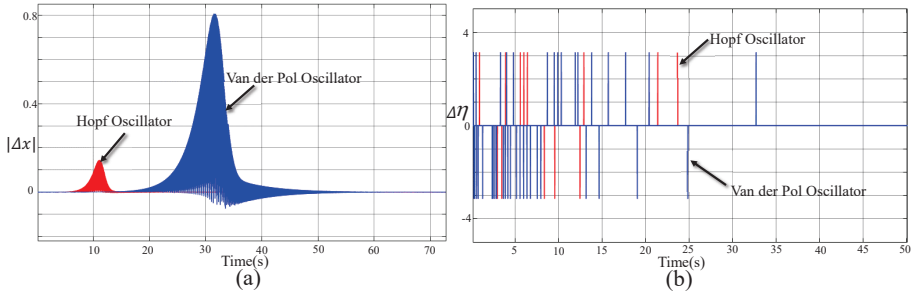 0.8
0.4
0
|Δx|
Hopf Oscillator
Van der Pol Oscillator
10 20 30 40 50 60 70
Time(s)
(a)
4
0
-4
Δη
Hopf Oscillator
Van der Pol Oscillator
5 10 15 20 25 30 35 40 45 50
Time(s)
(b)